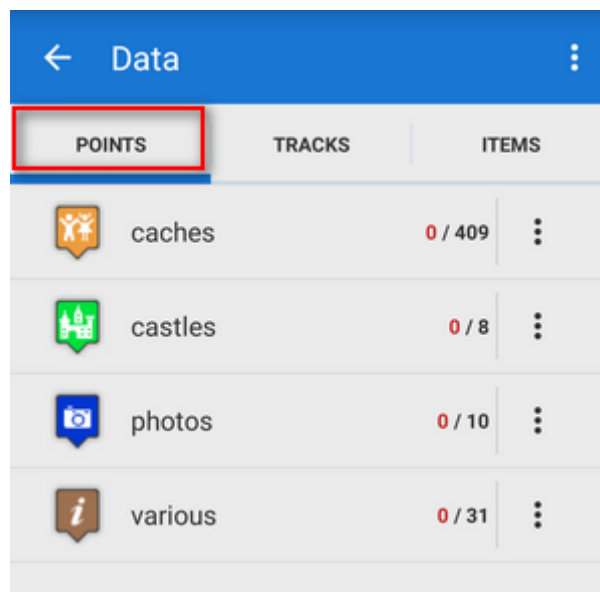 Data
POINTS TRACKS ITEMS
caches 0 / 409
castles 0 / 8
photos 0 / 10
i various 0 / 31